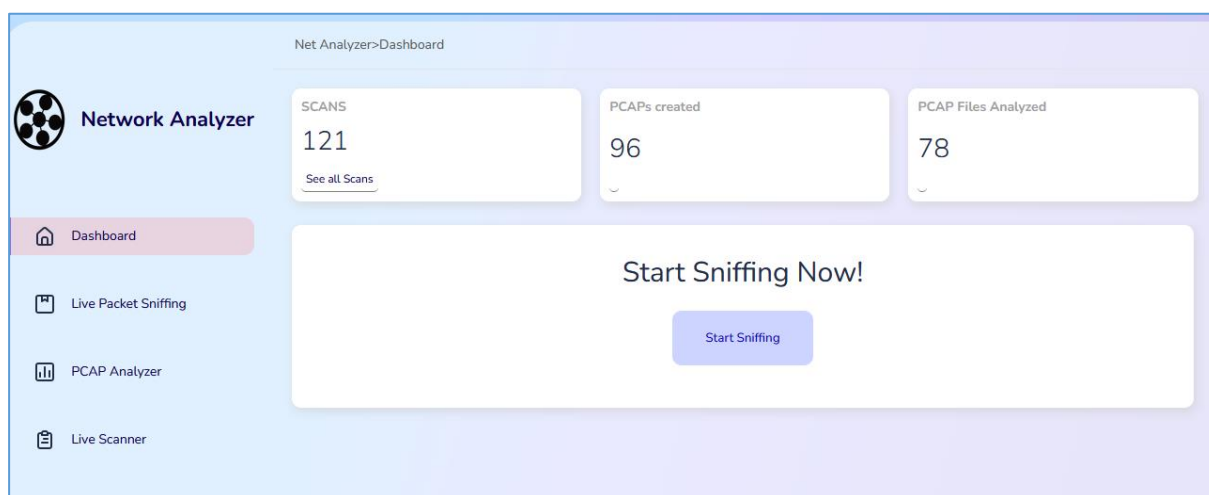 Net Analyzer>Dashboard
Network Analyzer
Dashboard
Live Packet Sniffing
PCAP Analyzer
Live Scanner
SCANS
121
See all Scans
PCAPs created
96
PCAP Files Analyzed
78
Start Sniffing Now!
Start Sniffing